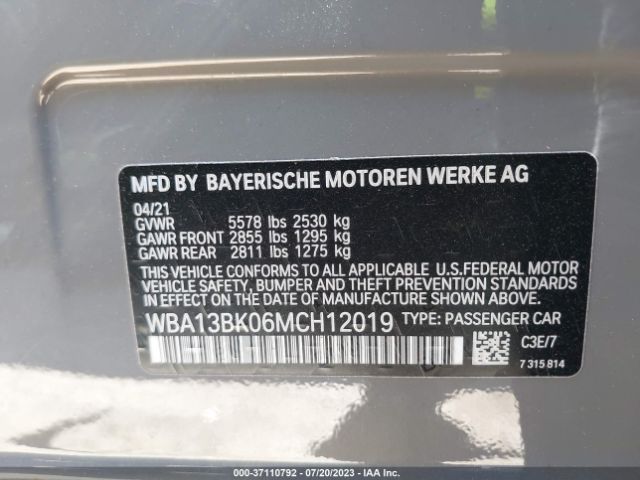 MFD BY BAYERISCHE MOTOREN WERKE AG
04/21
GVWR 5578 lbs 2530 kg
GAWR FRONT 2855 lbs 1295 kg
GAWR REAR 2811 lbs 1275 kg
THIS VEHICLE CONFORMS TO ALL APPLICABLE U.S.FEDERAL MOTOR
VEHICLE SAFETY, BUMPER, AND THEFT PREVENTION STANDARDS
IN EFFECT ON THE DATE OF MANUFACTURE SHOWN ABOVE.
WBA13BK06MCH12019 TYPE: PASSENGER CAR
C3E/7
7 315 814
000-37110792 / 07/20/2023 - IAA Inc.